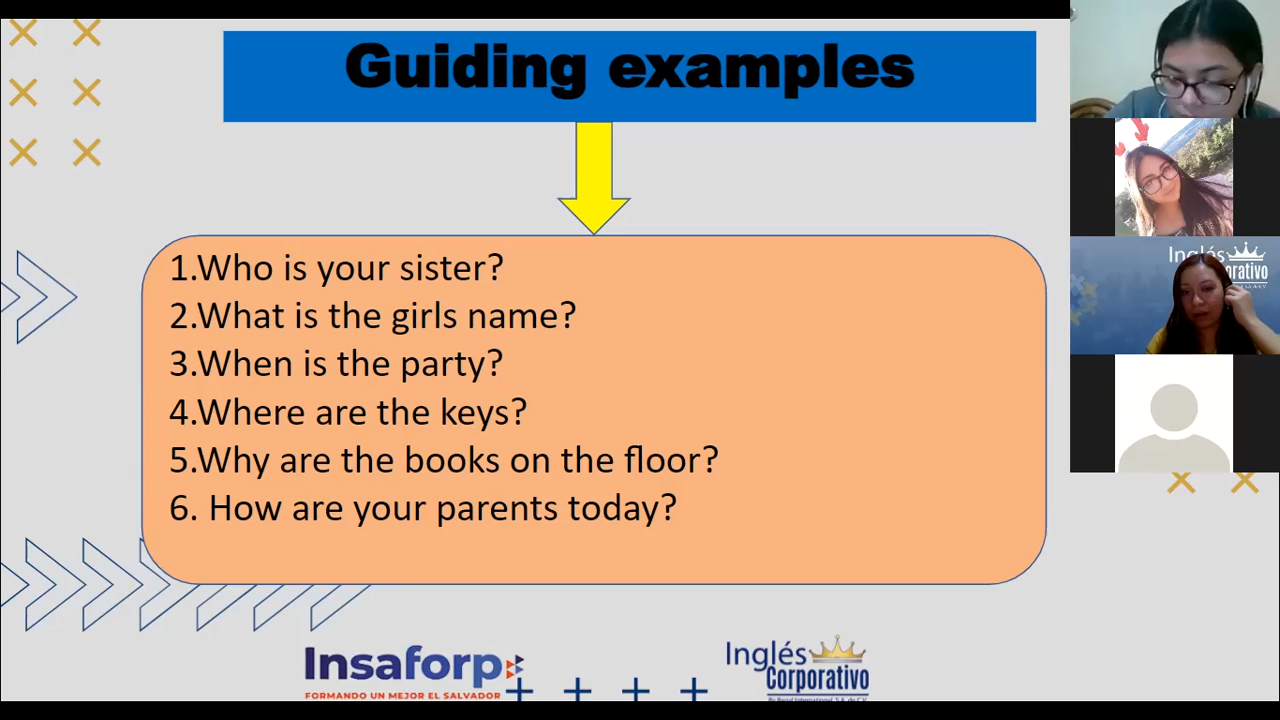 Guiding examples
1.Who is your sister?
2.What is the girls name?
3.When is the party?
4.Where are the keys?
5.Why are the books on the floor?
6. How are your parents today?
Insaforp
FORMANDO UN MEJOR EL SALVADOR
Inglés
Corporativo
Inglés